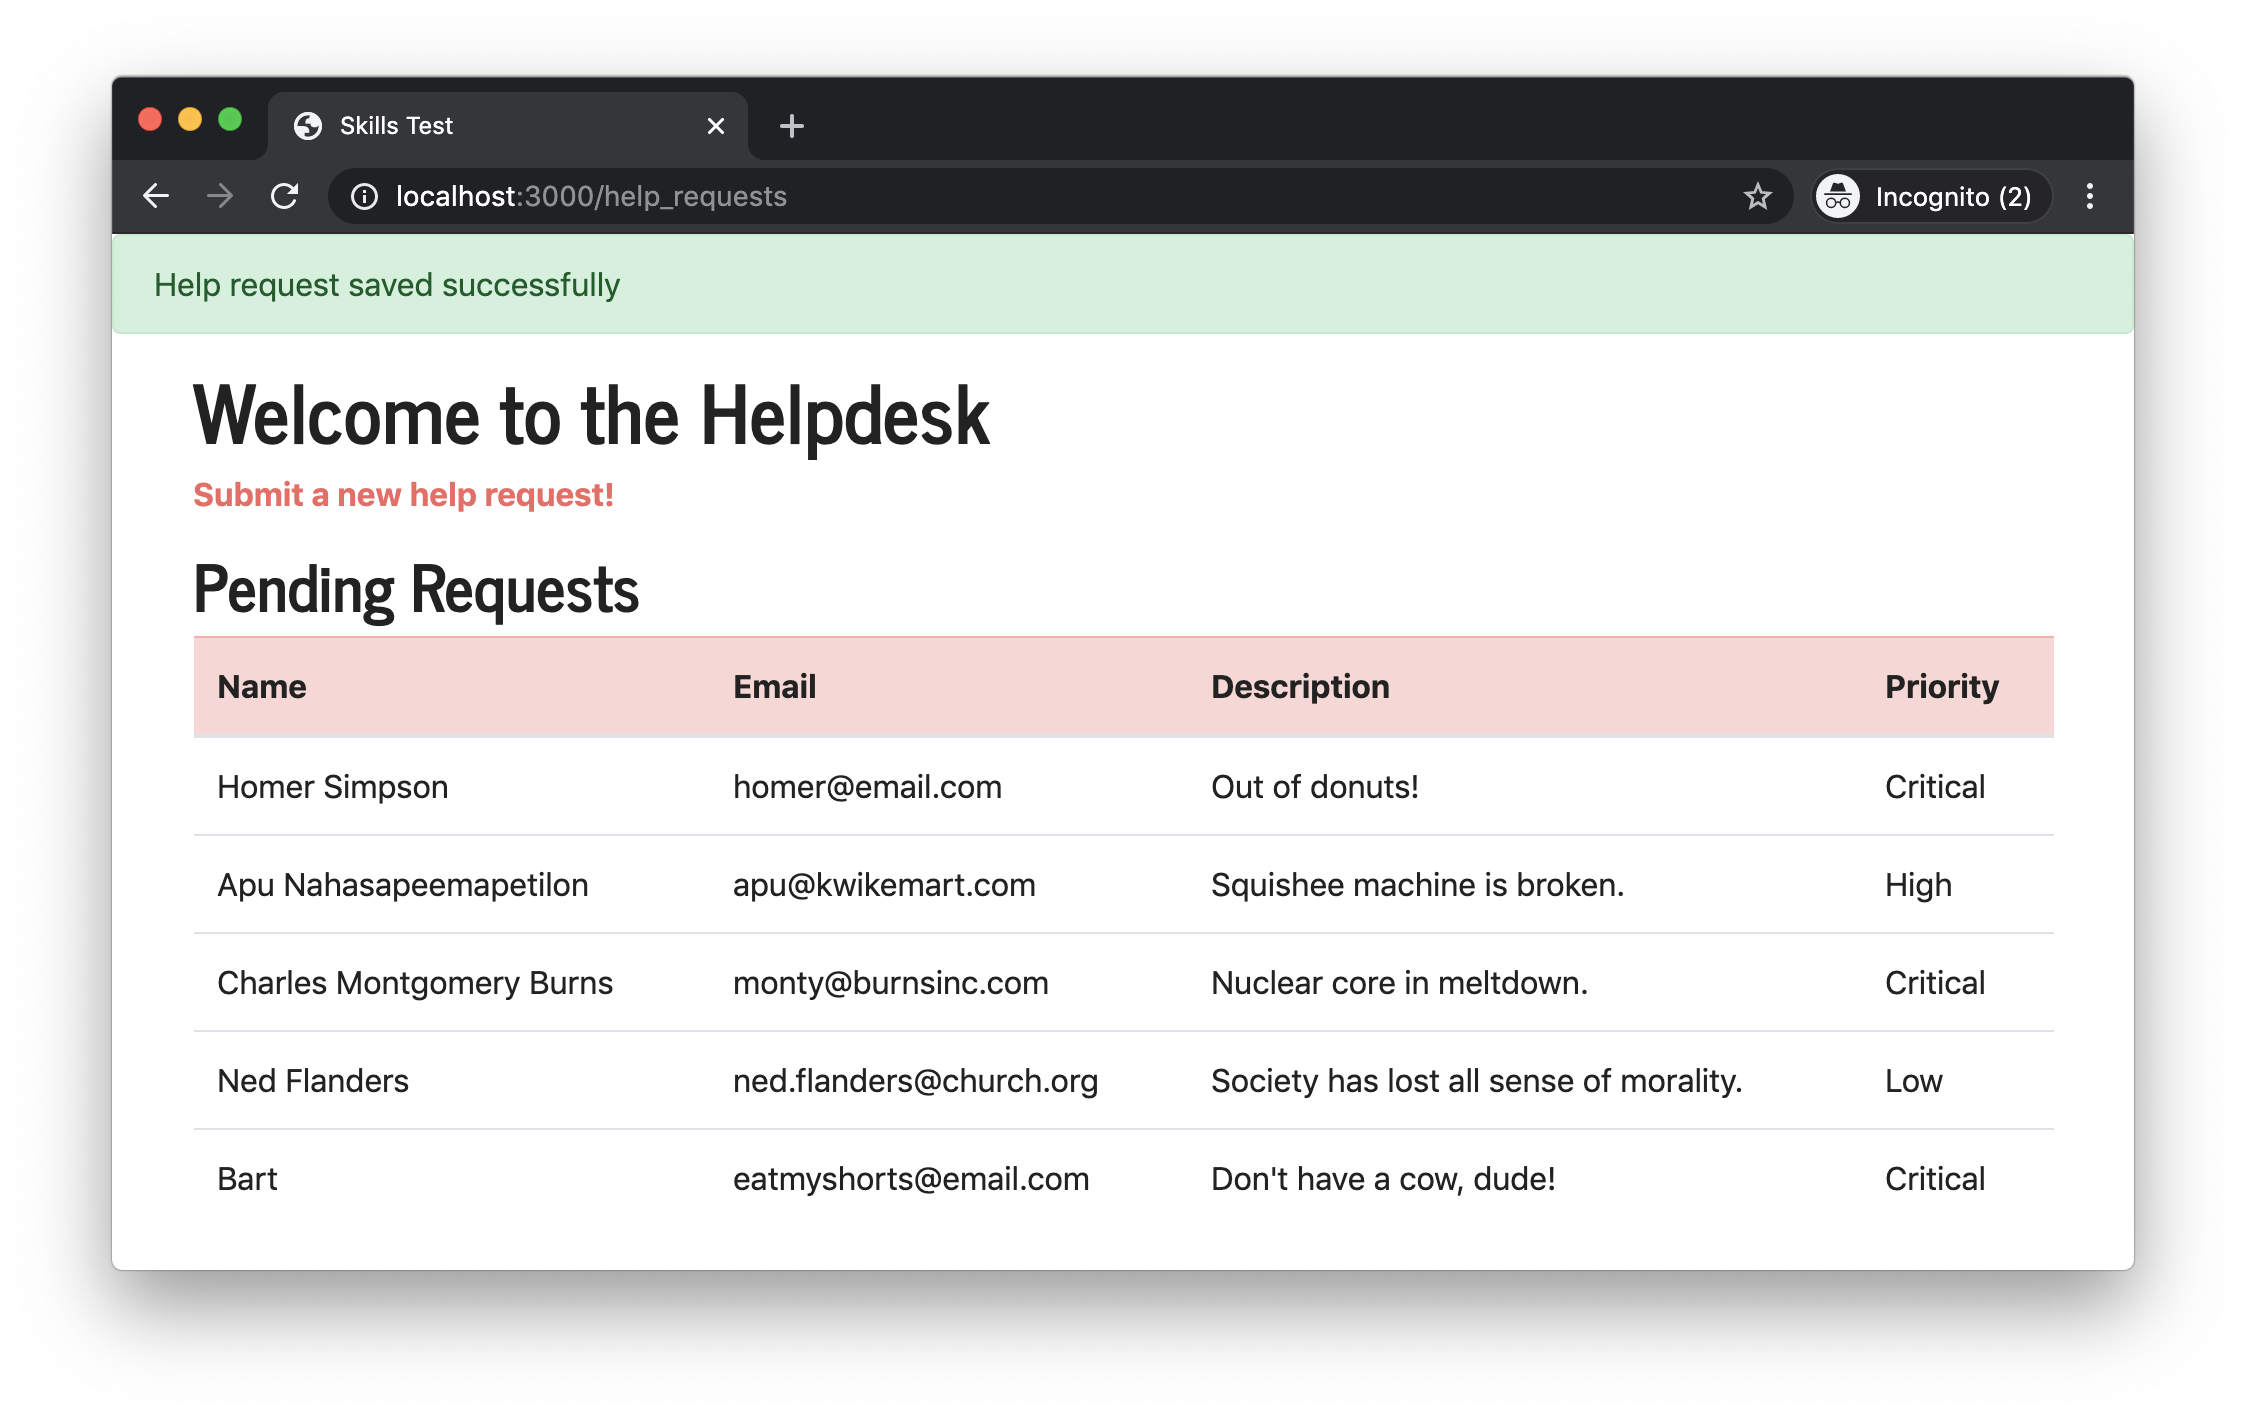 Skills Test
localhost:3000/help_requests
Incognito (2)
Help request saved successfully
Welcome to the Helpdesk
Submit a new help request!
Pending Requests
Name Email Description Priority
Homer Simpson homer@email.com Out of donuts! Critical
Apu Nahasapeemapetilon apu@kwikemart.com Squishee machine is broken. High
Charles Montgomery Burns monty@burnsinc.com Nuclear core in meltdown. Critical
Ned Flanders ned.flanders@church.org Society has lost all sense of morality. Low
Bart eatmyshorts@email.com Don't have a cow, dude! Critical